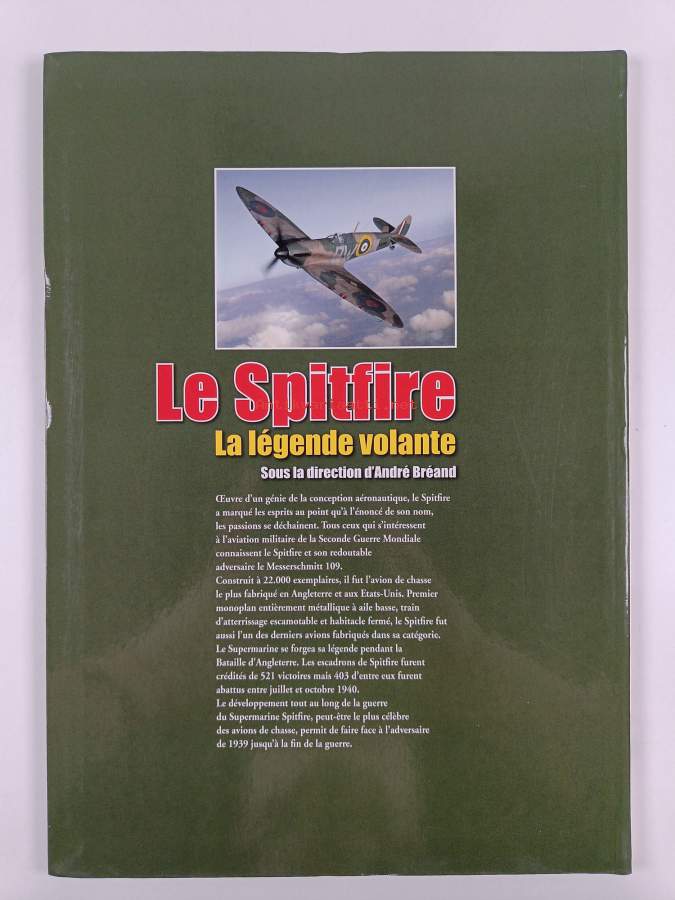 Le Spitfire
La légende volante
Sous la direction d'André Bréand
Œuvre d'un génie de la conception aéronautique, le Spitfire
a marqué les esprits au point qu'à l'énoncé de son nom,
les passions se déchainent. Tous ceux qui s'intéressent
à l'aviation militaire de la Seconde Guerre Mondiale
connaissent le Spitfire et son redoutable
adversaire le Messerschmitt 109.
Construit à 22.000 exemplaires, il fut l'avion de chasse
le plus fabriqué en Angleterre et aux Etats-Unis. Premier
monoplan entièrement métallique à aile basse, train
d'atterrissage escamotable et habitacle fermé, le Spitfire fut
aussi l'un des derniers avions fabriqués dans sa catégorie.
Le Supermarine se forgea sa légende pendant la
Bataille d'Angleterre. Les escadrons de Spitfire furent
crédités de 521 victoires mais 403 d'entre eux furent
abattus entre juillet et octobre 1940.
Le développement tout au long de la guerre
du Supermarine Spitfire, peut-être le plus célèbre
des avions de chasse, permit de faire face à l'adversaire
de 1939 jusqu'à la fin de la guerre.